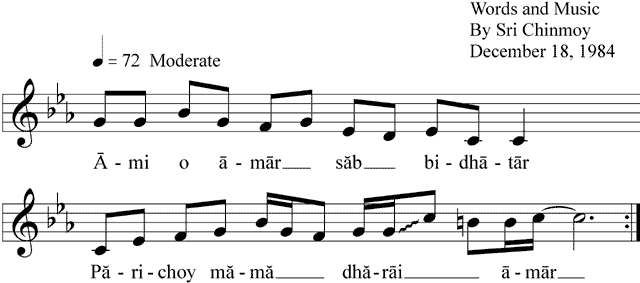 Words and Music
By Sri Chinmoy
December 18, 1984
= 72 Moderate
Ā - mi o ā - mār săb bi - dhā - tār
Pă - ri - choy mă - mă dhă - rāi ā - mār